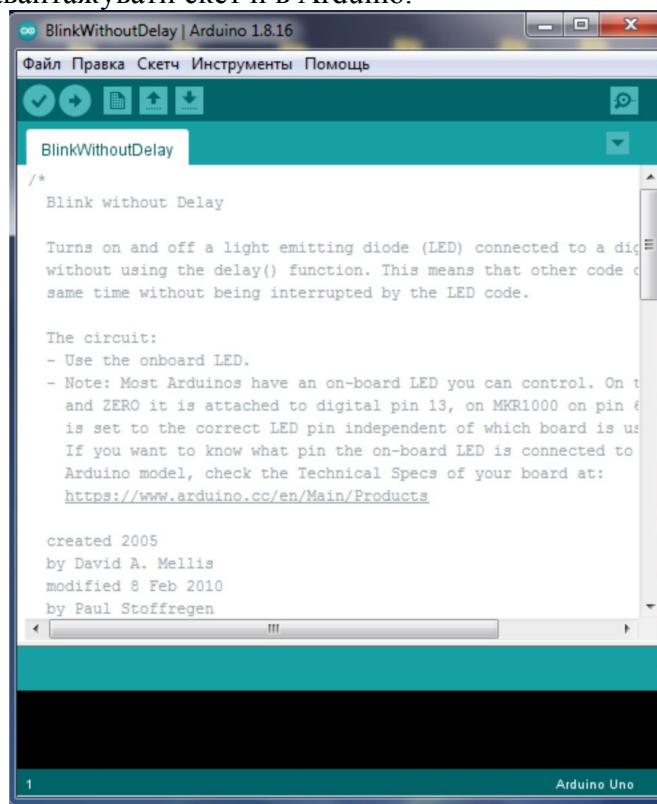 скетчі в Arduino.
BlinkWithoutDelay | Arduino 1.8.16
Файл Правка Скетч Инструменты Помощь
BlinkWithoutDelay
/*
Blink without Delay
Turns on and off a light emitting diode (LED) connected to a dig
without using the delay() function. This means that other code
same time without being interrupted by the LED code.
The circuit:
- Use the onboard LED.
- Note: Most Arduinos have an on-board LED you can control. On t
and ZERO it is attached to digital pin 13, on MKR1000 on pin 6
is set to the correct LED pin independent of which board is us
If you want to know what pin the on-board LED is connected to
Arduino model, check the Technical Specs of your board at:
https://www.arduino.cc/en/Main/Products
created 2005
by David A. Mellis
modified 8 Feb 2010
by Paul Stoffregen
1 Arduino Uno